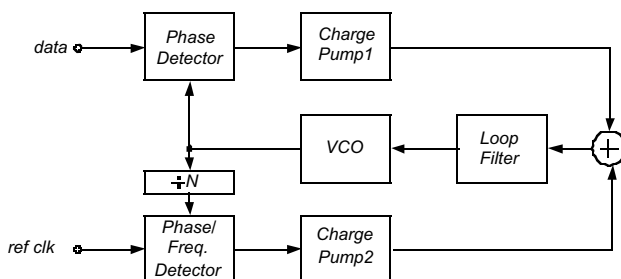 data
Phase
Detector
Charge
Pump1
VCO
Loop
Filter
+
÷N
ref clk
Phase/
Freq.
Detector
Charge
Pump2